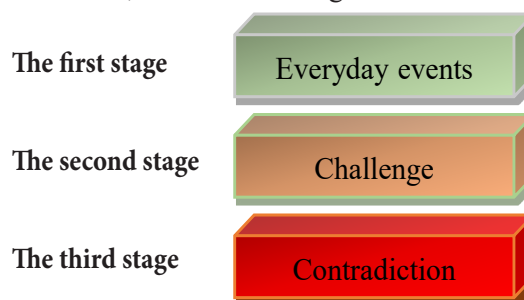 The first stage
Everyday events
The second stage
Challenge
The third stage
Contradiction